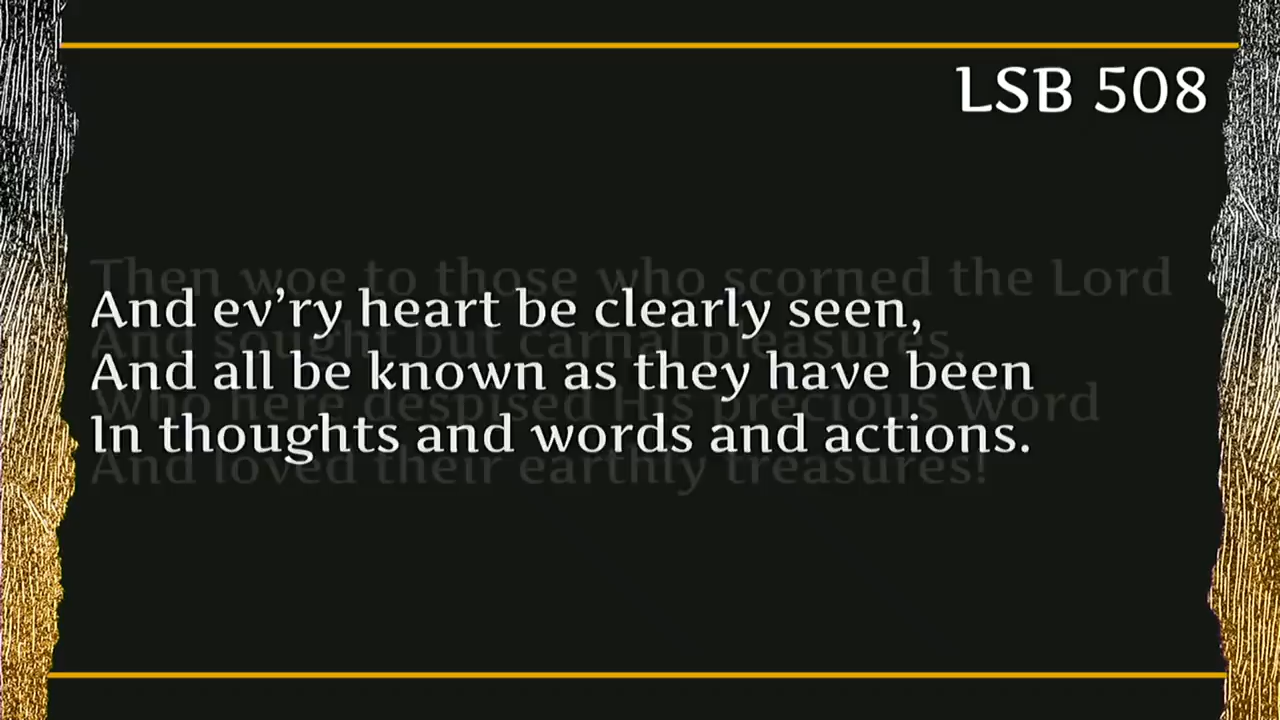 LSB 508
Then woe to those who scorned the Lord
And ev’ry heart be clearly seen,
And sought but carnal pleasures,
And all be known as they have been
Who here despised His precious Word
In thoughts and words and actions.
And loved their earthly treasures!